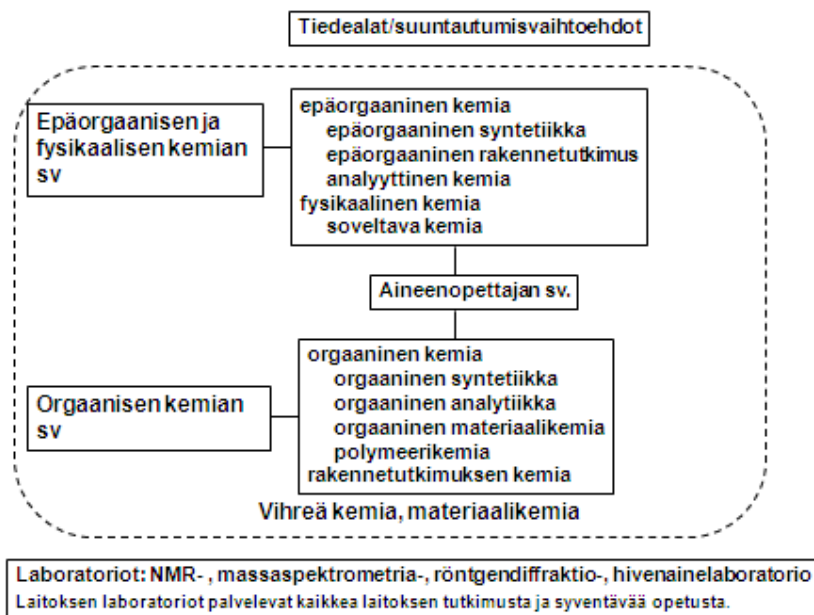 Tiedealat/suuntautumisvaihtoehdot
Epäorgaanisen ja
fysikaalisen kemian
sv
epäorgaaninen kemia
epäorgaaninen syntetiikka
epäorgaaninen rakennetutkimus
analyyttinen kemia
fysikaalinen kemia
soveltava kemia
Aineenopettajan sv.
Orgaanisen kemian
sv
orgaaninen kemia
orgaaninen syntetiikka
orgaaninen analytiikka
orgaaninen materiaalikemia
polymeerikemia
rakennetutkimuksen kemia
Vihreä kemia, materiaalikemia
Laboratoriot: NMR- , massaspektrometria-, röntgendiffraktio-, hivenainelaboratorio
Laitoksen laboratoriot palvelevat kaikkea laitoksen tutkimusta ja syventävää opetusta.